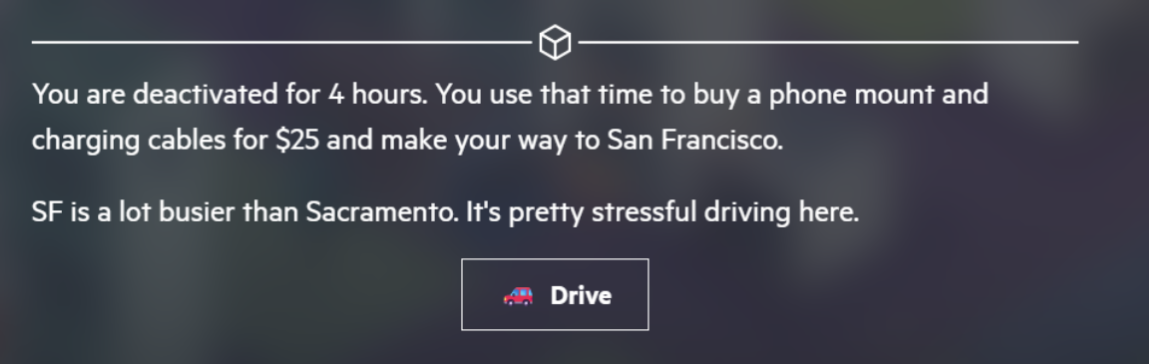 You are deactivated for 4 hours. You use that time to buy a phone mount and
charging cables for $25 and make your way to San Francisco.
SF is a lot busier than Sacramento. It's pretty stressful driving here.
Drive